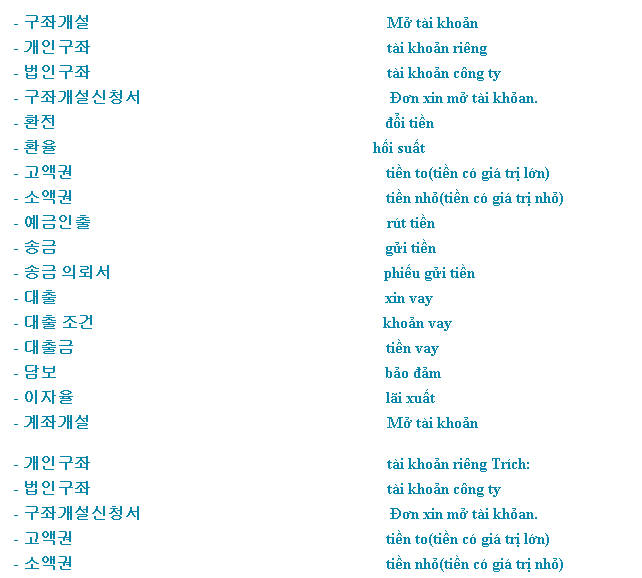 - 구좌개설 Mở tài khoản
- 개인구좌 tài khoản riêng
- 법인구좌 tài khoản công ty
- 구좌개설신청서 Đơn xin mở tài khỏan.
- 환전 đổi tiền
- 환율 hối suất
- 고액권 tiền to(tiền có giá trị lớn)
- 소액권 tiền nhỏ(tiền có giá trị nhỏ)
- 예금인출 rút tiền
- 송금 gửi tiền
- 송금 의뢰서 phiếu gửi tiền
- 대출 xin vay
- 대출 조건 khoản vay
- 대출금 tiền vay
- 담보 bảo đảm
- 이자율 lãi xuất
- 계좌개설 Mở tài khoản
- 개인구좌 tài khoản riêng Trích:
- 법인구좌 tài khoản công ty
- 구좌개설신청서 Đơn xin mở tài khỏan.
- 고액권 tiền to(tiền có giá trị lớn)
- 소액권 tiền nhỏ(tiền có giá trị nhỏ)